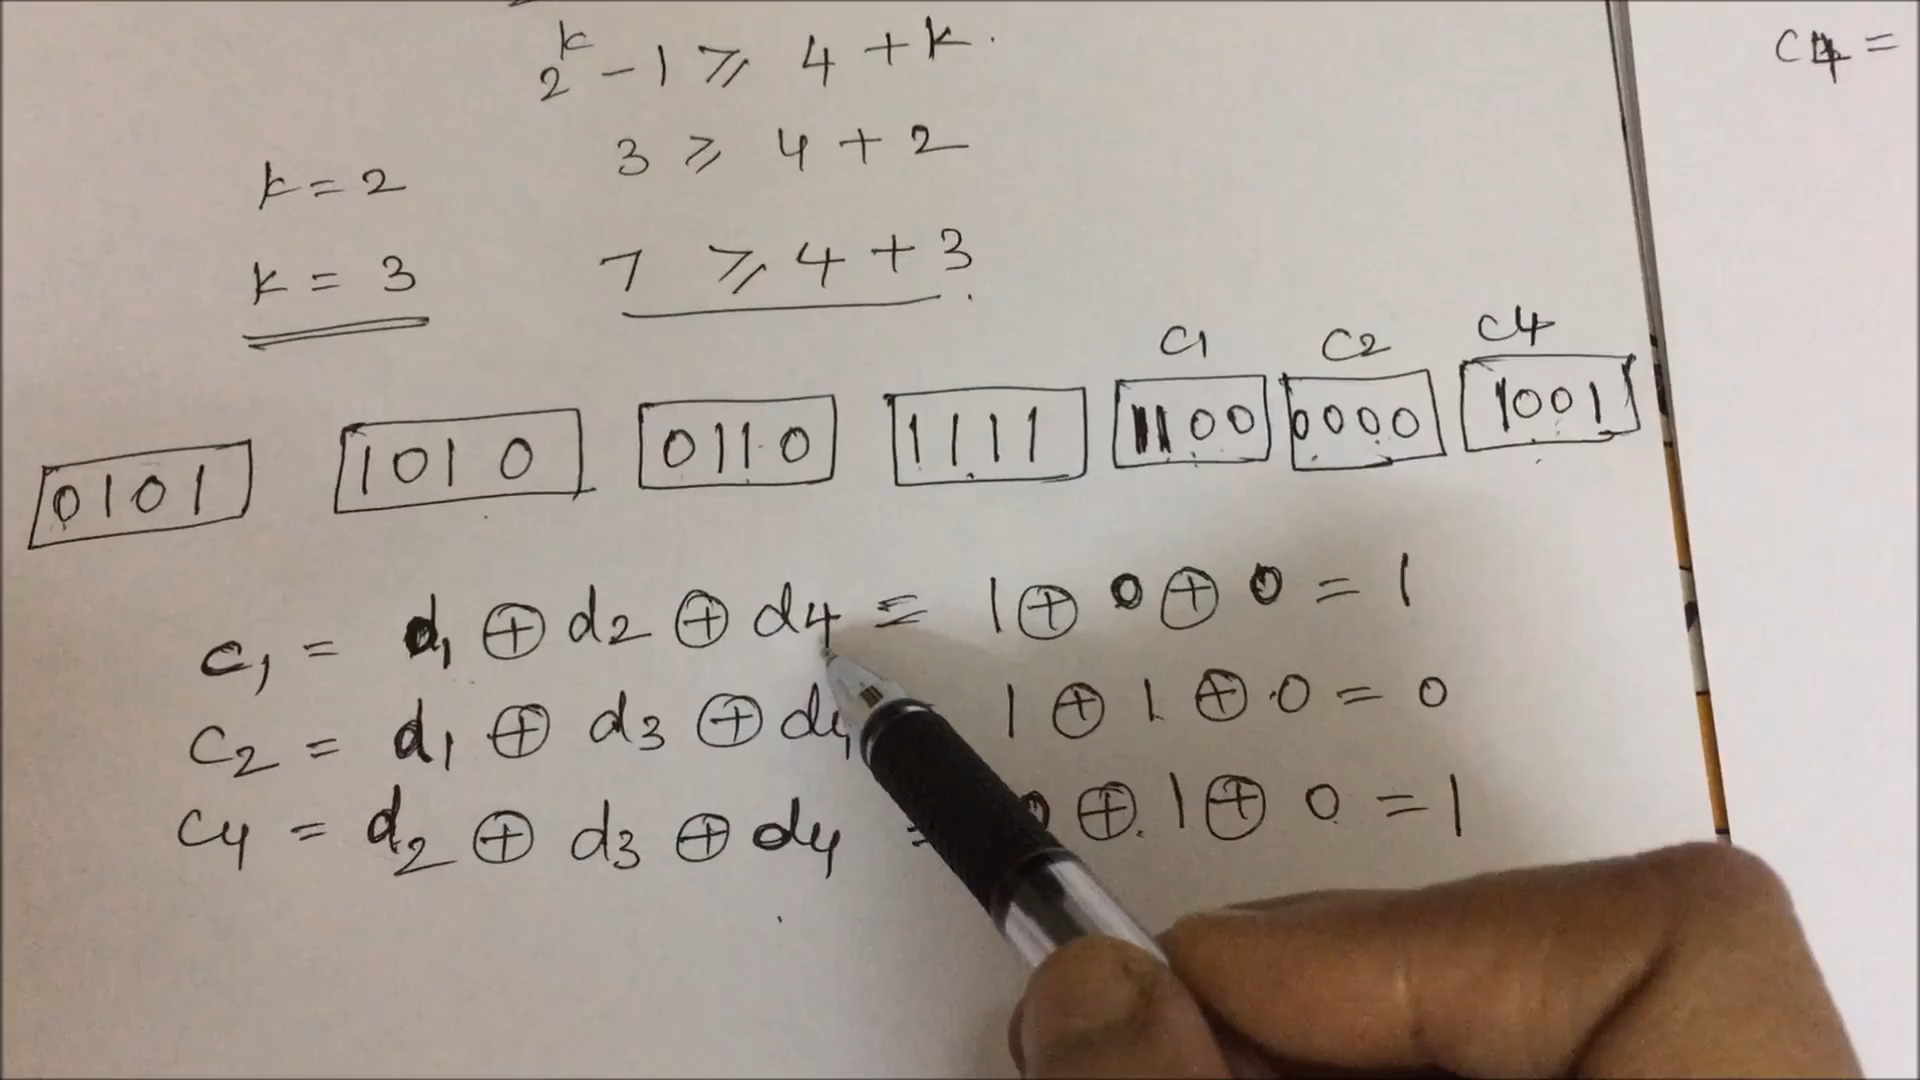 2^k - 1 ≥ 4 + k.
C4 =
3 ≥ 4 + 2
k = 2
k = 3 7 ≥ 4 + 3
C1 C2 C4
0101 1010 0110 1111 1100 0000 1001
c₁ = d₁ ⊕ d2 ⊕ d4 = 1 ⊕ 0 ⊕ 0 = 1
C2 = d₁ ⊕ d3 ⊕ d4 1 ⊕ 1 ⊕ 0 = 0
C4 = d2 ⊕ d3 ⊕ d4 = 0 ⊕ 1 ⊕ 0 = 1